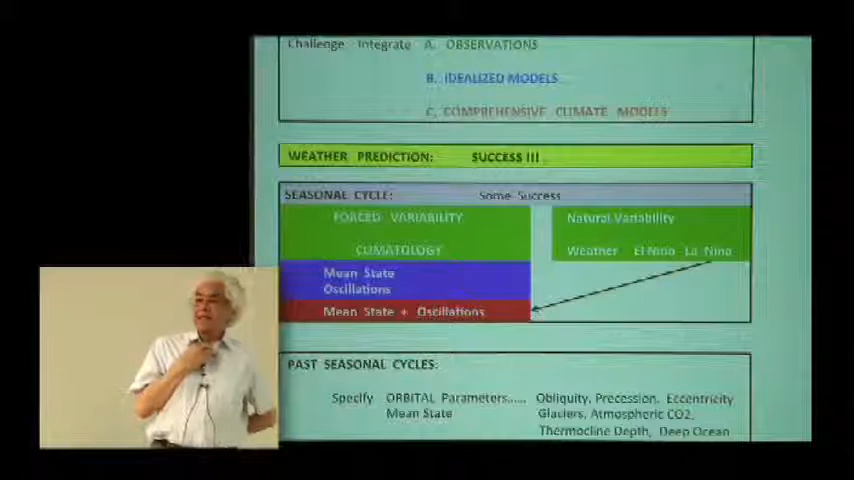 Challenge Integrate A. OBSERVATIONS
B. IDEALIZED MODELS
C. COMPREHENSIVE CLIMATE MODELS
WEATHER PREDICTION: SUCCESS !!!
SEASONAL CYCLE: Some Success
FORCED VARIABILITY
CLIMATOLOGY
Natural Variability
Weather El Nino La Nina
Mean State
Oscillations
Mean State + Oscillations
PAST SEASONAL CYCLES:
Specify ORBITAL Parameters..... Obliquity, Precession, Eccentricity
Mean State Glaciers, Atmospheric CO2,
Thermocline Depth, Deep Ocean